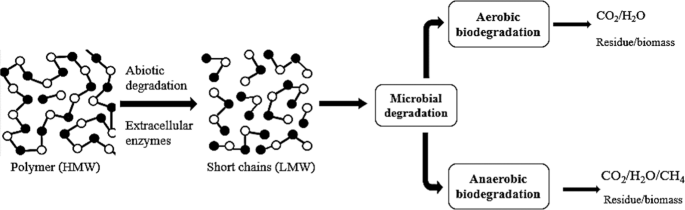 Polymer (HMW)
Abiotic
degradation
Extracellular
enzymes
Short chains (LMW)
Microbial
degradation
Aerobic
biodegradation
CO₂/H₂O
Residue/biomass
Anaerobic
biodegradation
CO₂/H₂O/CH₄
Residue/biomass